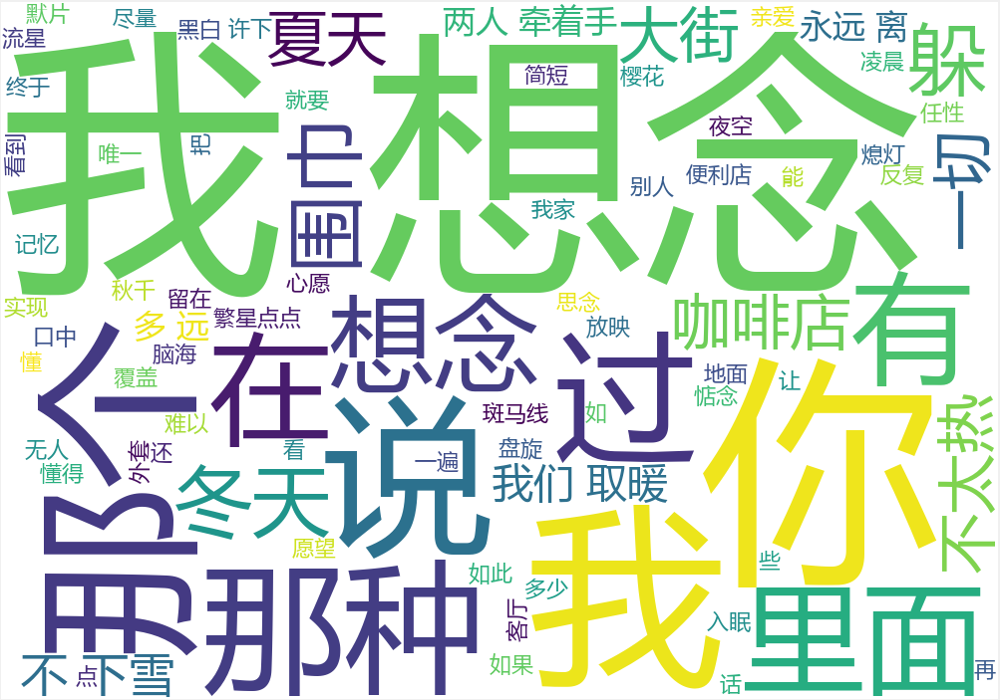 默片
尽量
黑白
许下
夏天
两人
牵着手
大街
亲爱
永远
离
流星
终于
我想念
简短
樱花
凌晨
躲
就要
任性
看到
唯一
把
围巾
夜空
熄灯
一切
便利店
能
反复
别人
我家
记忆
心愿
秋千
留在
实现
繁星点点
思念
多
远
口中
脑海
放映
想念
咖啡店
有
懂
那个
在
过
覆盖
地面
让
你
惦念
难以
说
斑马线
如
不太热
无人
外套
还
看
一遍
盘旋
懂得
冬天
我们
取暖
愿望
那种
如此
我
些
多少
里面
客厅
入眠
不
点
下雪
如果
话
再